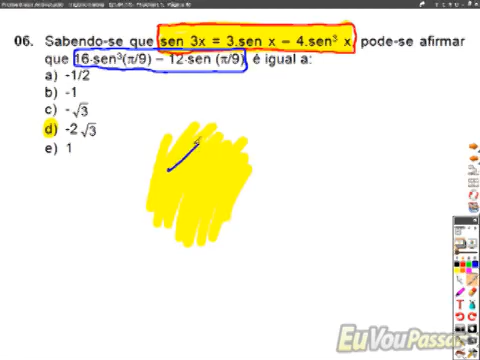 06. Sabendo-se que sen 3x = 3.sen x – 4.sen³ x, pode-se afirmar
que 16·sen³(π/9) – 12·sen (π/9) é igual a:
a) -1/2
b) -1
c) -√3
d) -2√3
e) 1
EuVouPassar